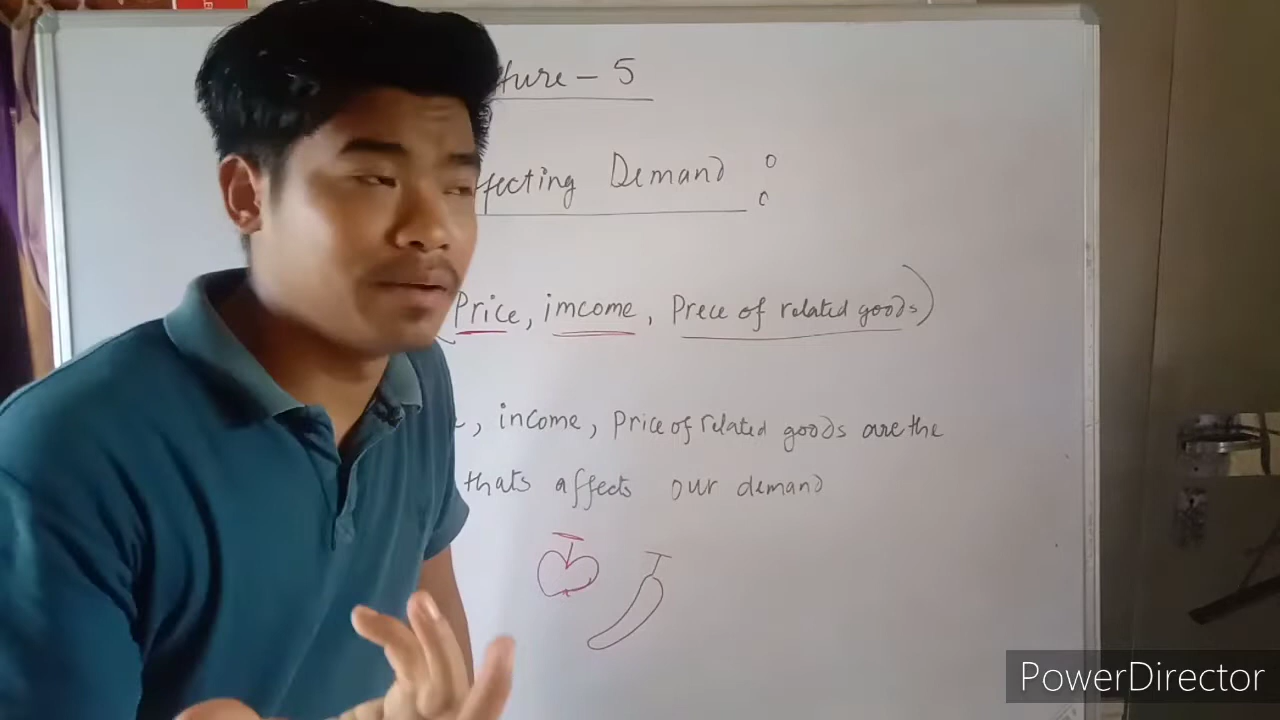 ture - 5
ffecting Demand :
(Price, imcome, Prece of related goods)
, income, Price of related goods are the
thats affects our demand
PowerDirector